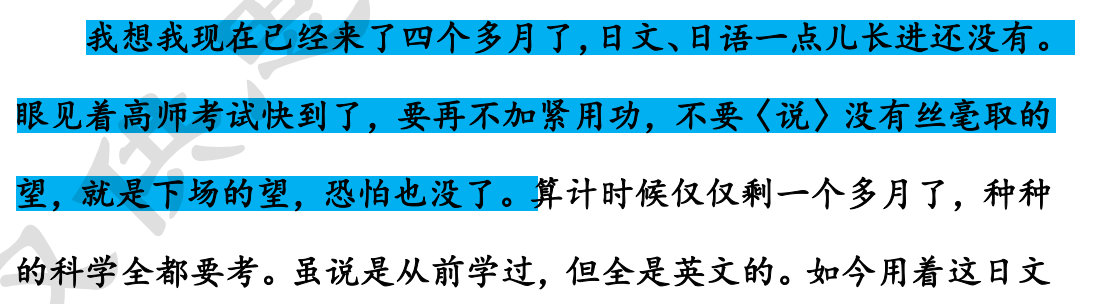 我想我现在已经来了四个多月了，日文、日语一点儿长进还没有。
眼见着高师考试快到了，要再不加紧用功，不要〈说〉没有丝毫取的
望，就是下场的望，恐怕也没了。算计时候仅仅剩一个多月了，种种
的科学全都要考。虽说是从前学过，但全是英文的。如今用着这日文